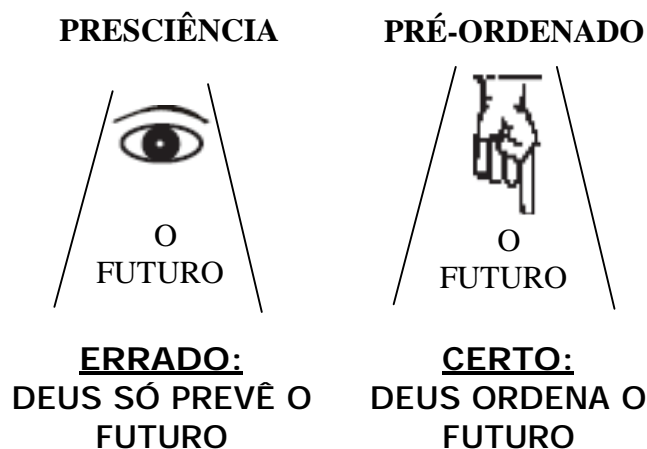 PRESCIÊNCIA
O
FUTURO
ERRADO:
DEUS SÓ PREVÊ O
FUTURO
PRÉ-ORDENADO
O
FUTURO
CERTO:
DEUS ORDENA O
FUTURO